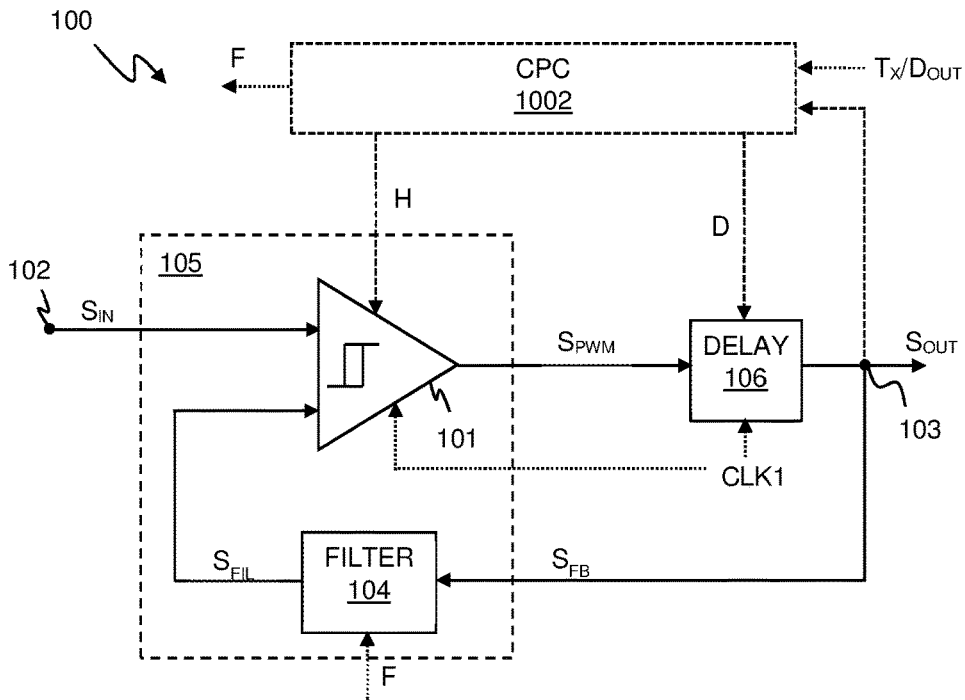 100
F
CPC
1002
TX/DOUT
H
D
105
102
SIN
SPWM
DELAY
106
SOUT
101
103
CLK1
SFIL
FILTER
104
SFB
F